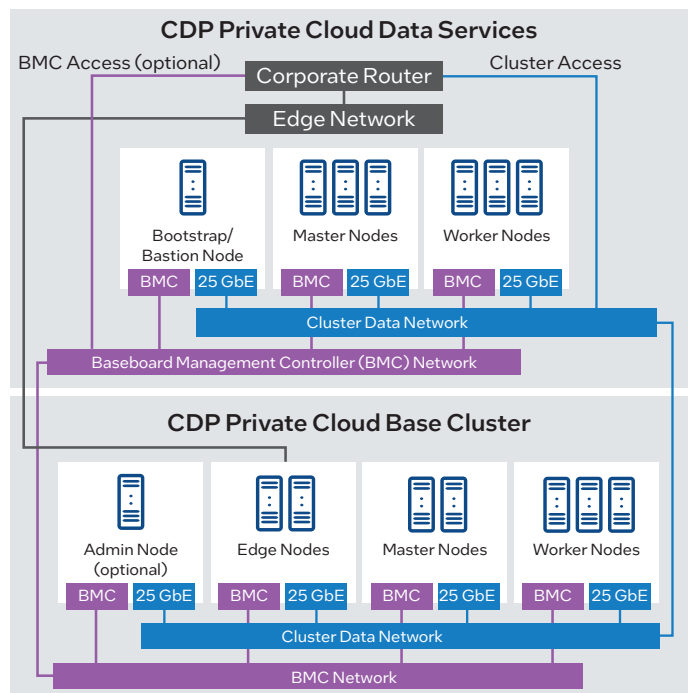 CDP Private Cloud Data Services
BMC Access (optional)
Corporate Router
Cluster Access
Edge Network
Bootstrap/
Bastion Node
Master Nodes
Worker Nodes
BMC
25 GbE
BMC
25 GbE
BMC
25 GbE
Cluster Data Network
Baseboard Management Controller (BMC) Network
CDP Private Cloud Base Cluster
Admin Node
(optional)
Edge Nodes
Master Nodes
Worker Nodes
BMC
25 GbE
BMC
25 GbE
BMC
25 GbE
BMC
25 GbE
Cluster Data Network
BMC Network